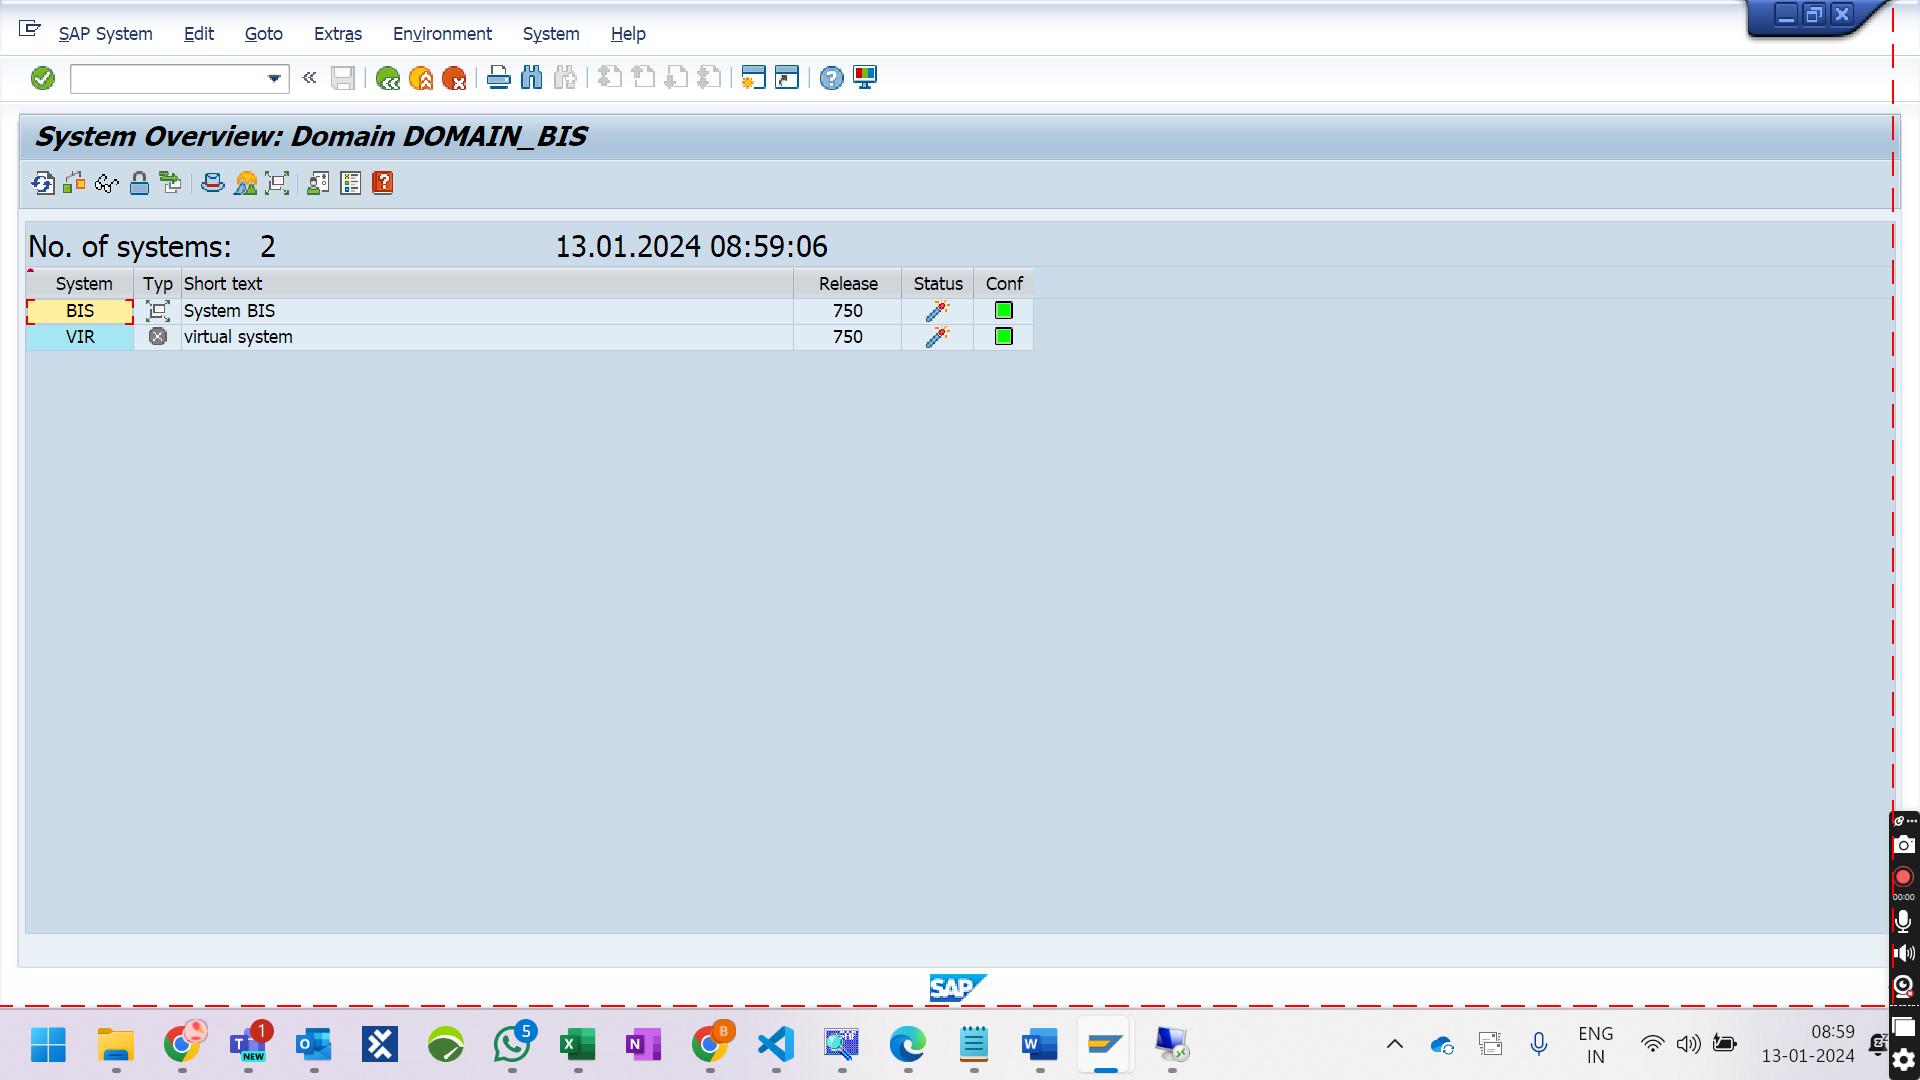 SAP System Edit Goto Extras Environment System Help
System Overview: Domain DOMAIN_BIS
No. of systems: 2 13.01.2024 08:59:06
System Typ Short text Release Status Conf
BIS System BIS 750
VIR virtual system 750
00:00
SAP
1
NEW
5
B
ENG
IN
08:59
13-01-2024